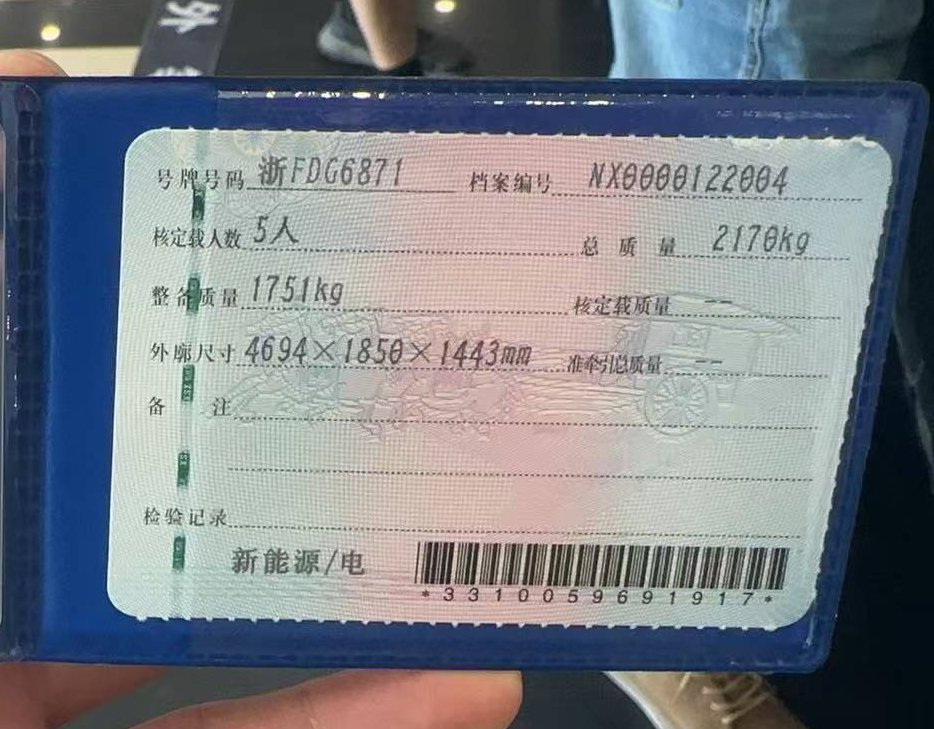 外
号牌号码 浙FDG6871 档案编号 NX0000122004
核定载人数 5人 总质量 2170kg
整备质量 1751kg 核定载质量 --
外廓尺寸 4694×1850×1443mm 准牵引总质量 --
备注
检验记录
新能源/电
*3310059691917*